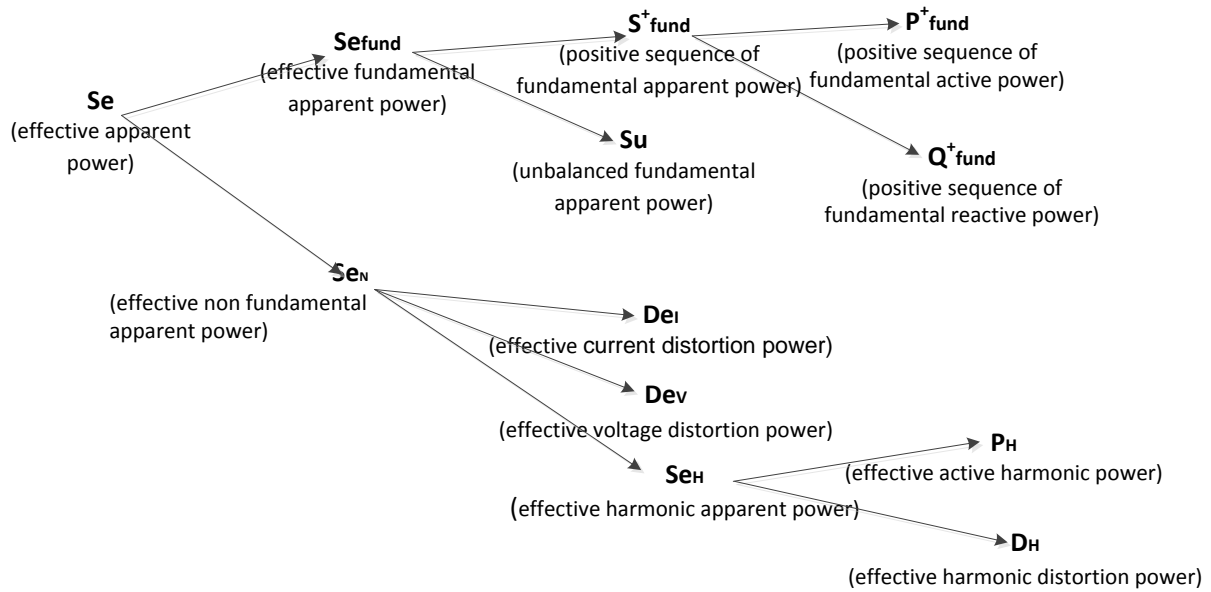 Se
(effective apparent
power)
Sefund
(effective fundamental
apparent power)
S+fund
(positive sequence of
fundamental apparent power)
P+fund
(positive sequence of
fundamental active power)
Su
(unbalanced fundamental
apparent power)
Q+fund
(positive sequence of
fundamental reactive power)
SeN
(effective non fundamental
apparent power)
DeI
(effective current distortion power)
DeV
(effective voltage distortion power)
SeH
(effective harmonic apparent power)
PH
(effective active harmonic power)
DH
(effective harmonic distortion power)